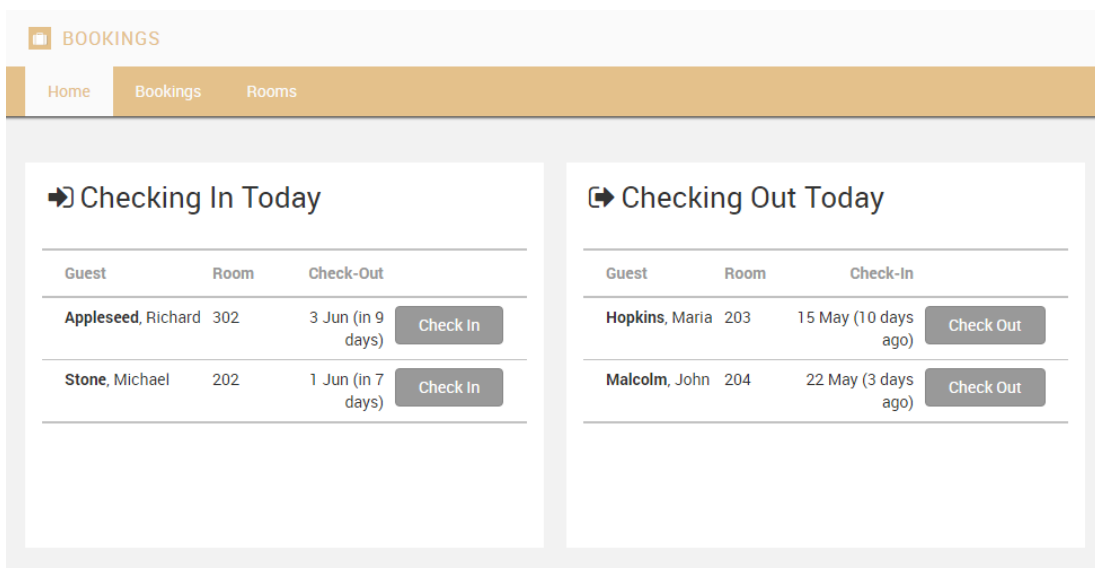 BOOKINGS
Home Bookings Rooms
Checking In Today
Guest Room Check-Out
Appleseed, Richard 302 3 Jun (in 9 Check In
days)
Stone, Michael 202 1 Jun (in 7 Check In
days)
Checking Out Today
Guest Room Check-In
Hopkins, Maria 203 15 May (10 days Check Out
ago)
Malcolm, John 204 22 May (3 days Check Out
ago)